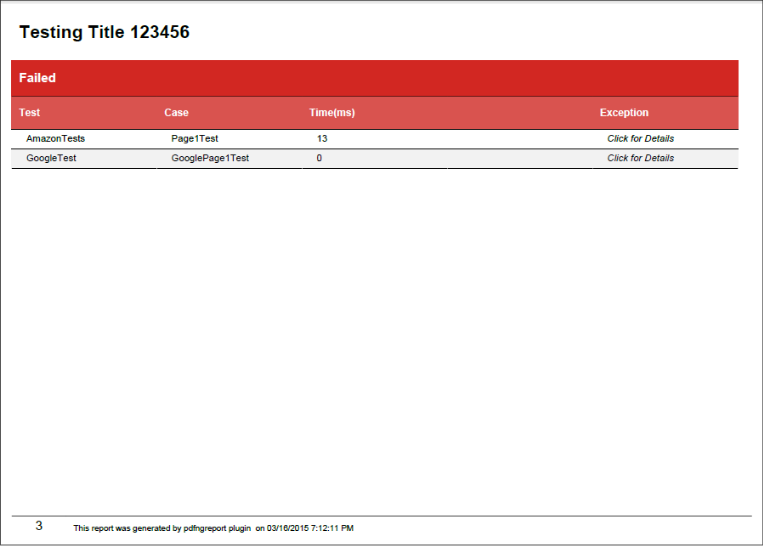 Testing Title 123456
Failed
Test Case Time(ms) Exception
AmazonTests Page1Test 13 Click for Details
GoogleTest GooglePage1Test 0 Click for Details
3 This report was generated by pdfngreport plugin on 03/16/2015 7:12:11 PM